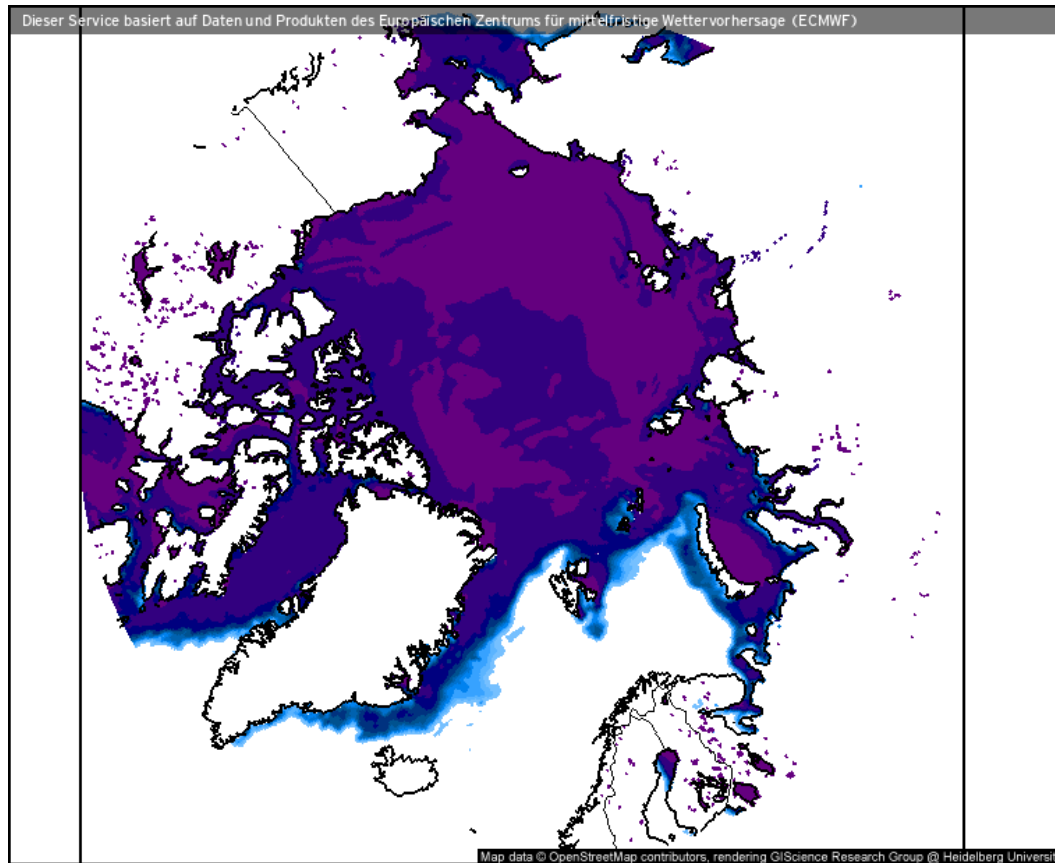 Dieser Service basiert auf Daten und Produkten des Europäischen Zentrums für mittelfristige Wettervorhersage (ECMWF)
Map data © OpenStreetMap contributors, rendering GIScience Research Group @ Heidelberg Universit